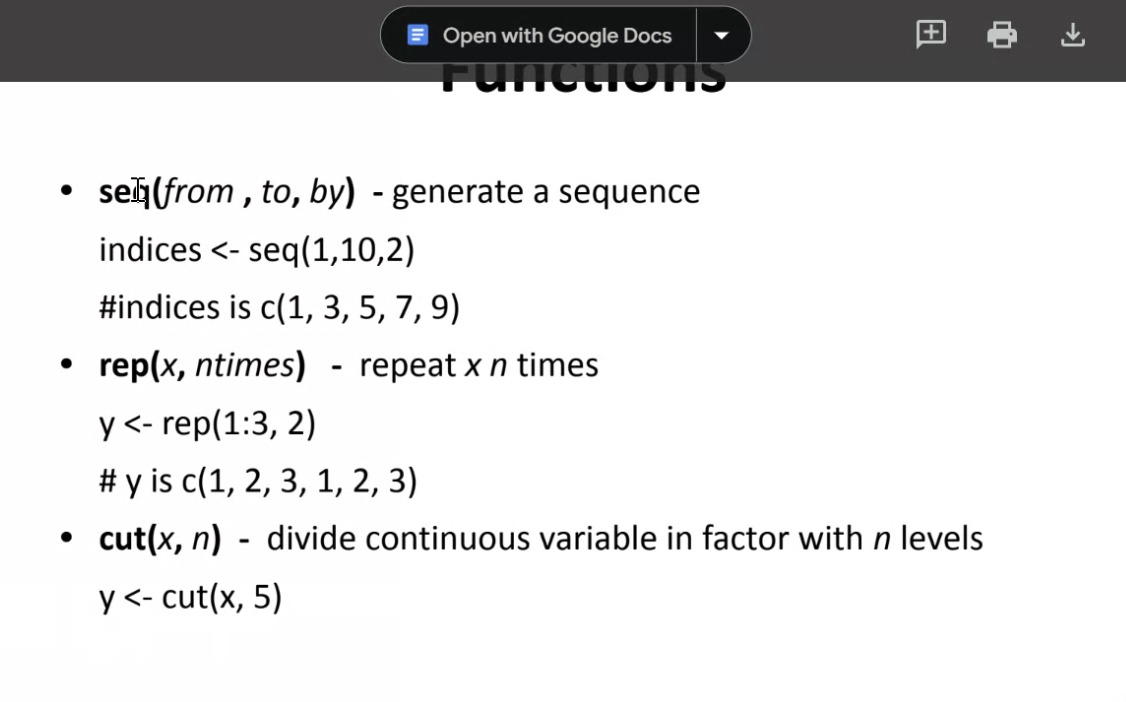 Open with Google Docs
Functions
• seq(from , to, by) - generate a sequence
indices <- seq(1,10,2)
#indices is c(1, 3, 5, 7, 9)
• rep(x, ntimes) - repeat x n times
y <- rep(1:3, 2)
# y is c(1, 2, 3, 1, 2, 3)
• cut(x, n) - divide continuous variable in factor with n levels
y <- cut(x, 5)